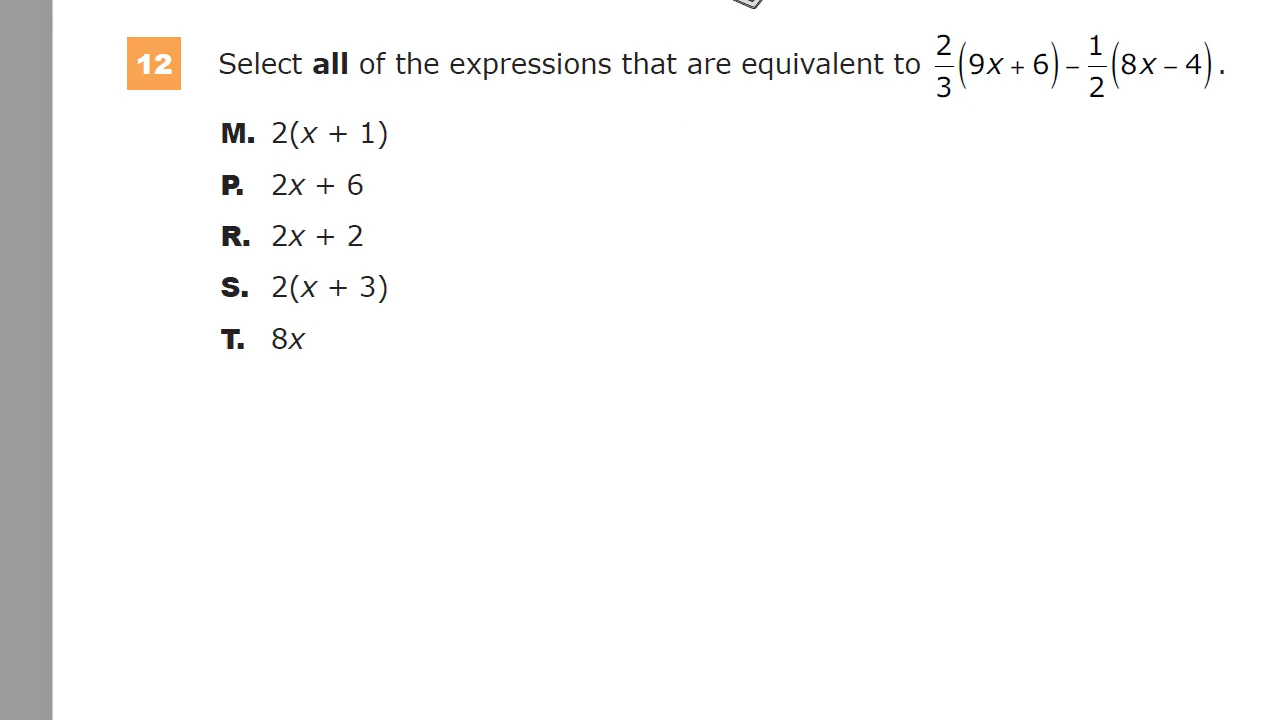 12 Select all of the expressions that are equivalent to 2/3(9x + 6) − 1/2(8x − 4).
M. 2(x + 1)
P. 2x + 6
R. 2x + 2
S. 2(x + 3)
T. 8x